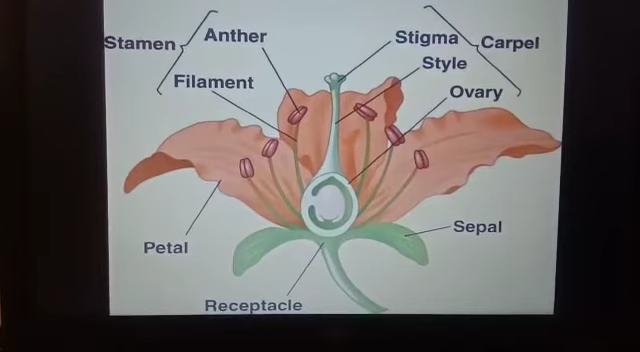 Stamen
Anther
Filament
Stigma
Carpel
Style
Ovary
Petal
Sepal
Receptacle